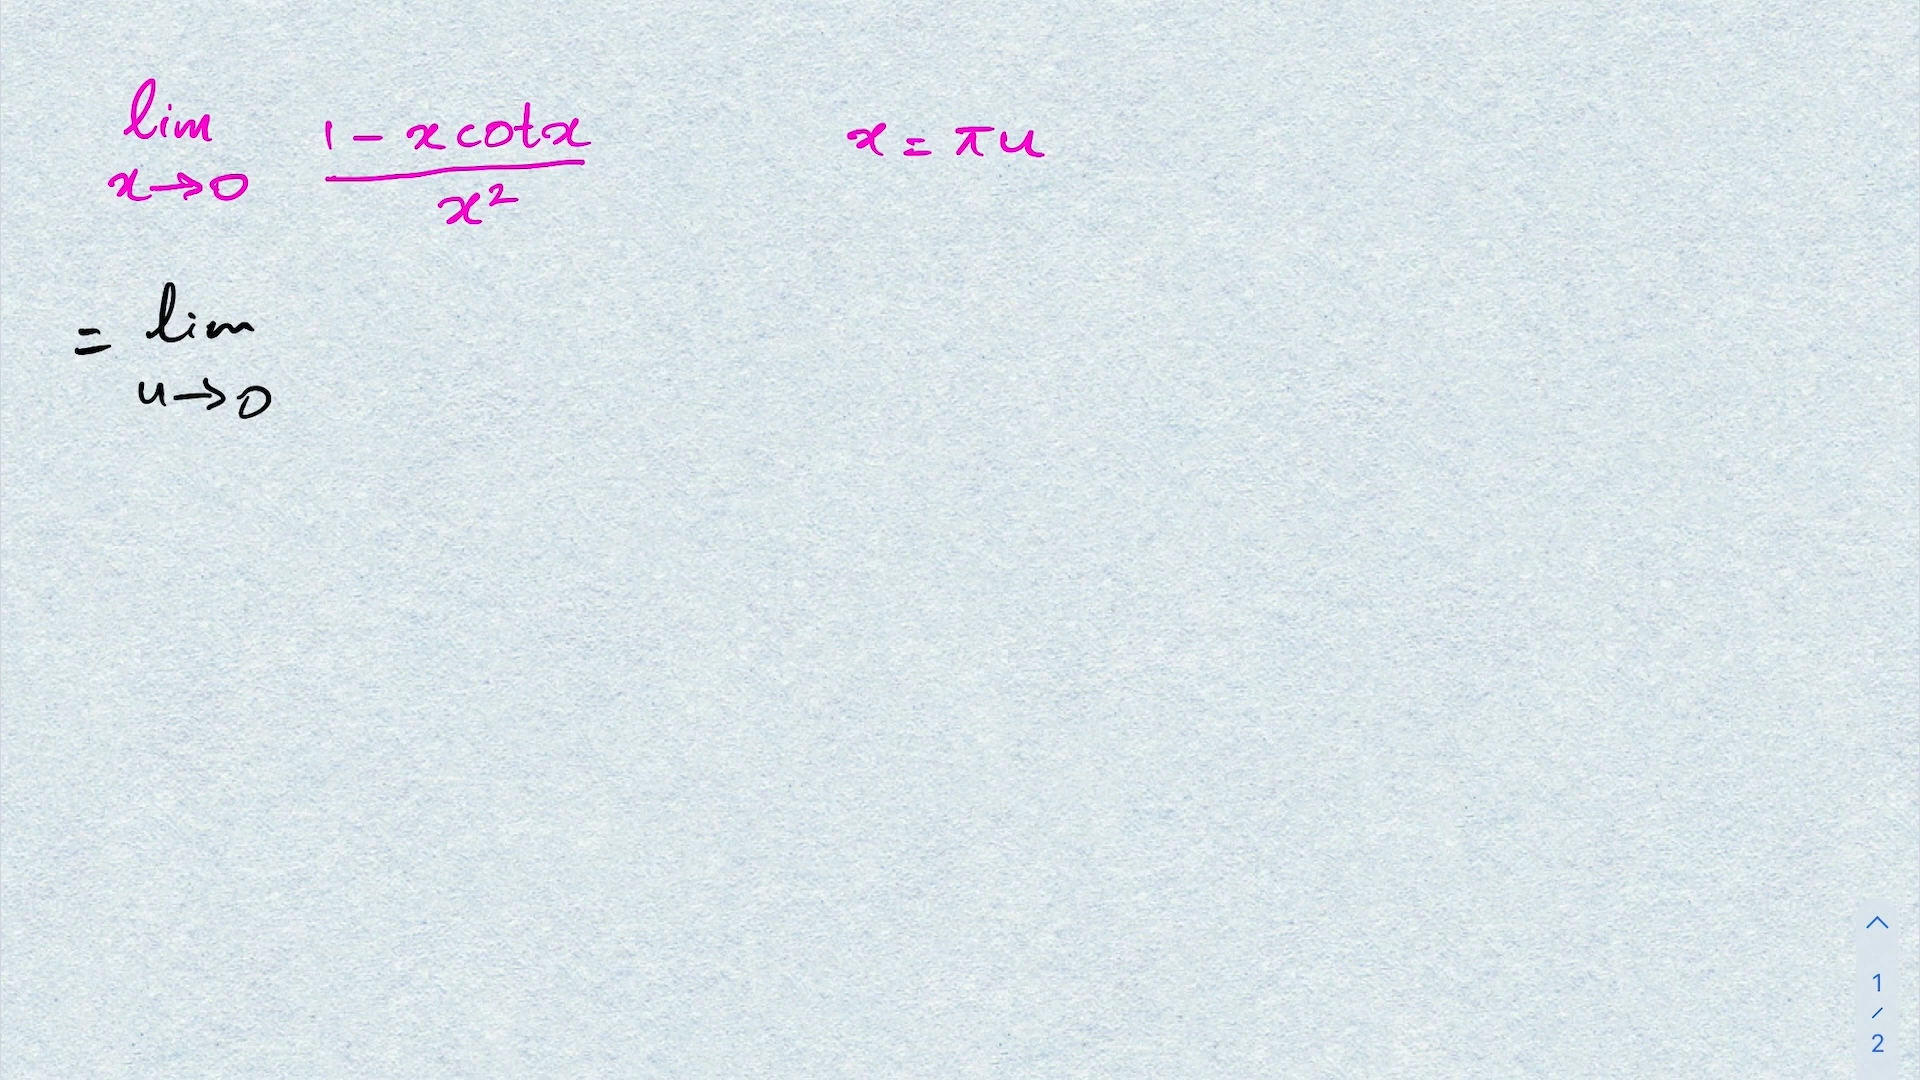 lim 1 - x cot x x = πu
x→0 x²
= lim
u→0
1
/
2